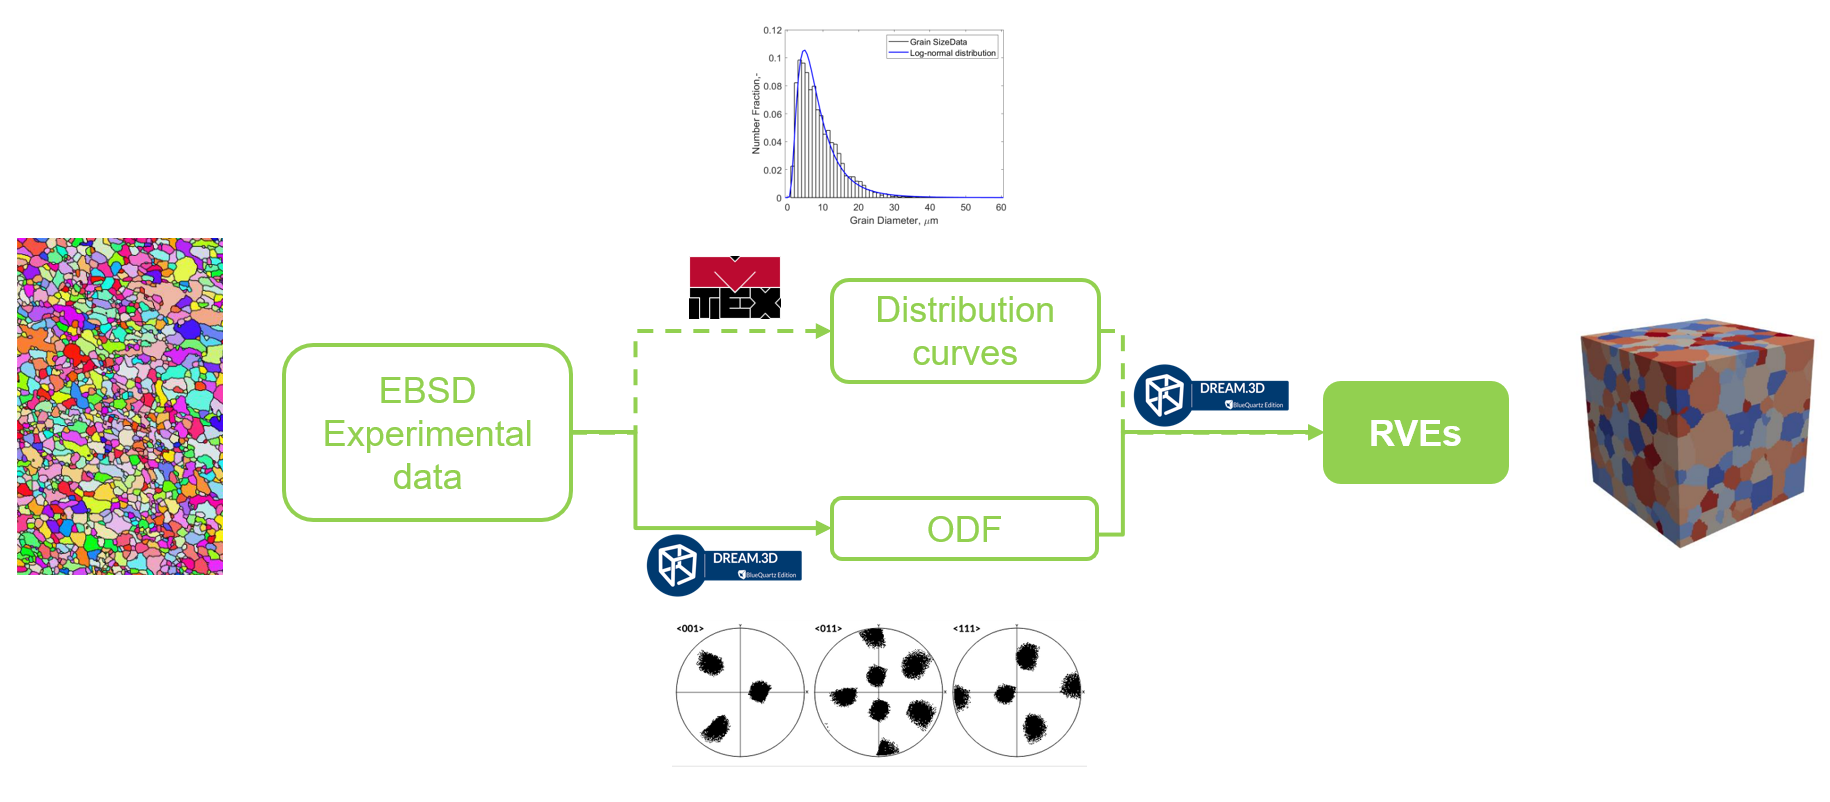 0.12
0.1
0.08
0.06
0.04
0.02
0
Number Fraction,-
Grain SizeData
Log-normal distribution
0 10 20 30 40 50 60
Grain Diameter, μm
TEX
Distribution
curves
EBSD
Experimental
data
DREAM.3D
BlueQuartz Edition
RVEs
ODF
DREAM.3D
BlueQuartz Edition
<001>
Y
X
<011>
Y
X
<111>
Y
X